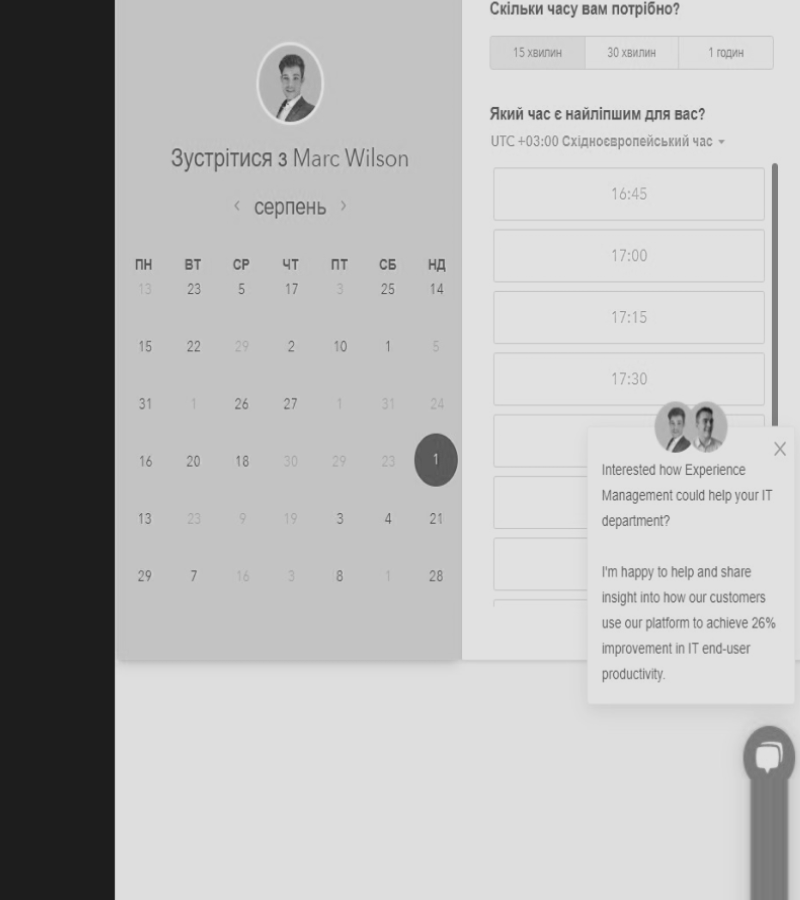 Зустрітися з Marc Wilson
серпень
ПН ВТ СР ЧТ ПТ СБ НД
13 23 5 17 3 25 14
15 22 29 2 10 1 5
31 1 26 27 1 31 24
16 20 18 30 29 23 1
13 23 9 19 3 4 21
29 7 16 3 8 1 28
Скільки часу вам потрібно?
15 хвилин 30 хвилин 1 годин
Який час є найліпшим для вас?
UTC +03:00 Східноєвропейський час
16:45
17:00
17:15
17:30
Interested how Experience
Management could help your IT
department?
I'm happy to help and share
insight into how our customers
use our platform to achieve 26%
improvement in IT end-user
productivity.